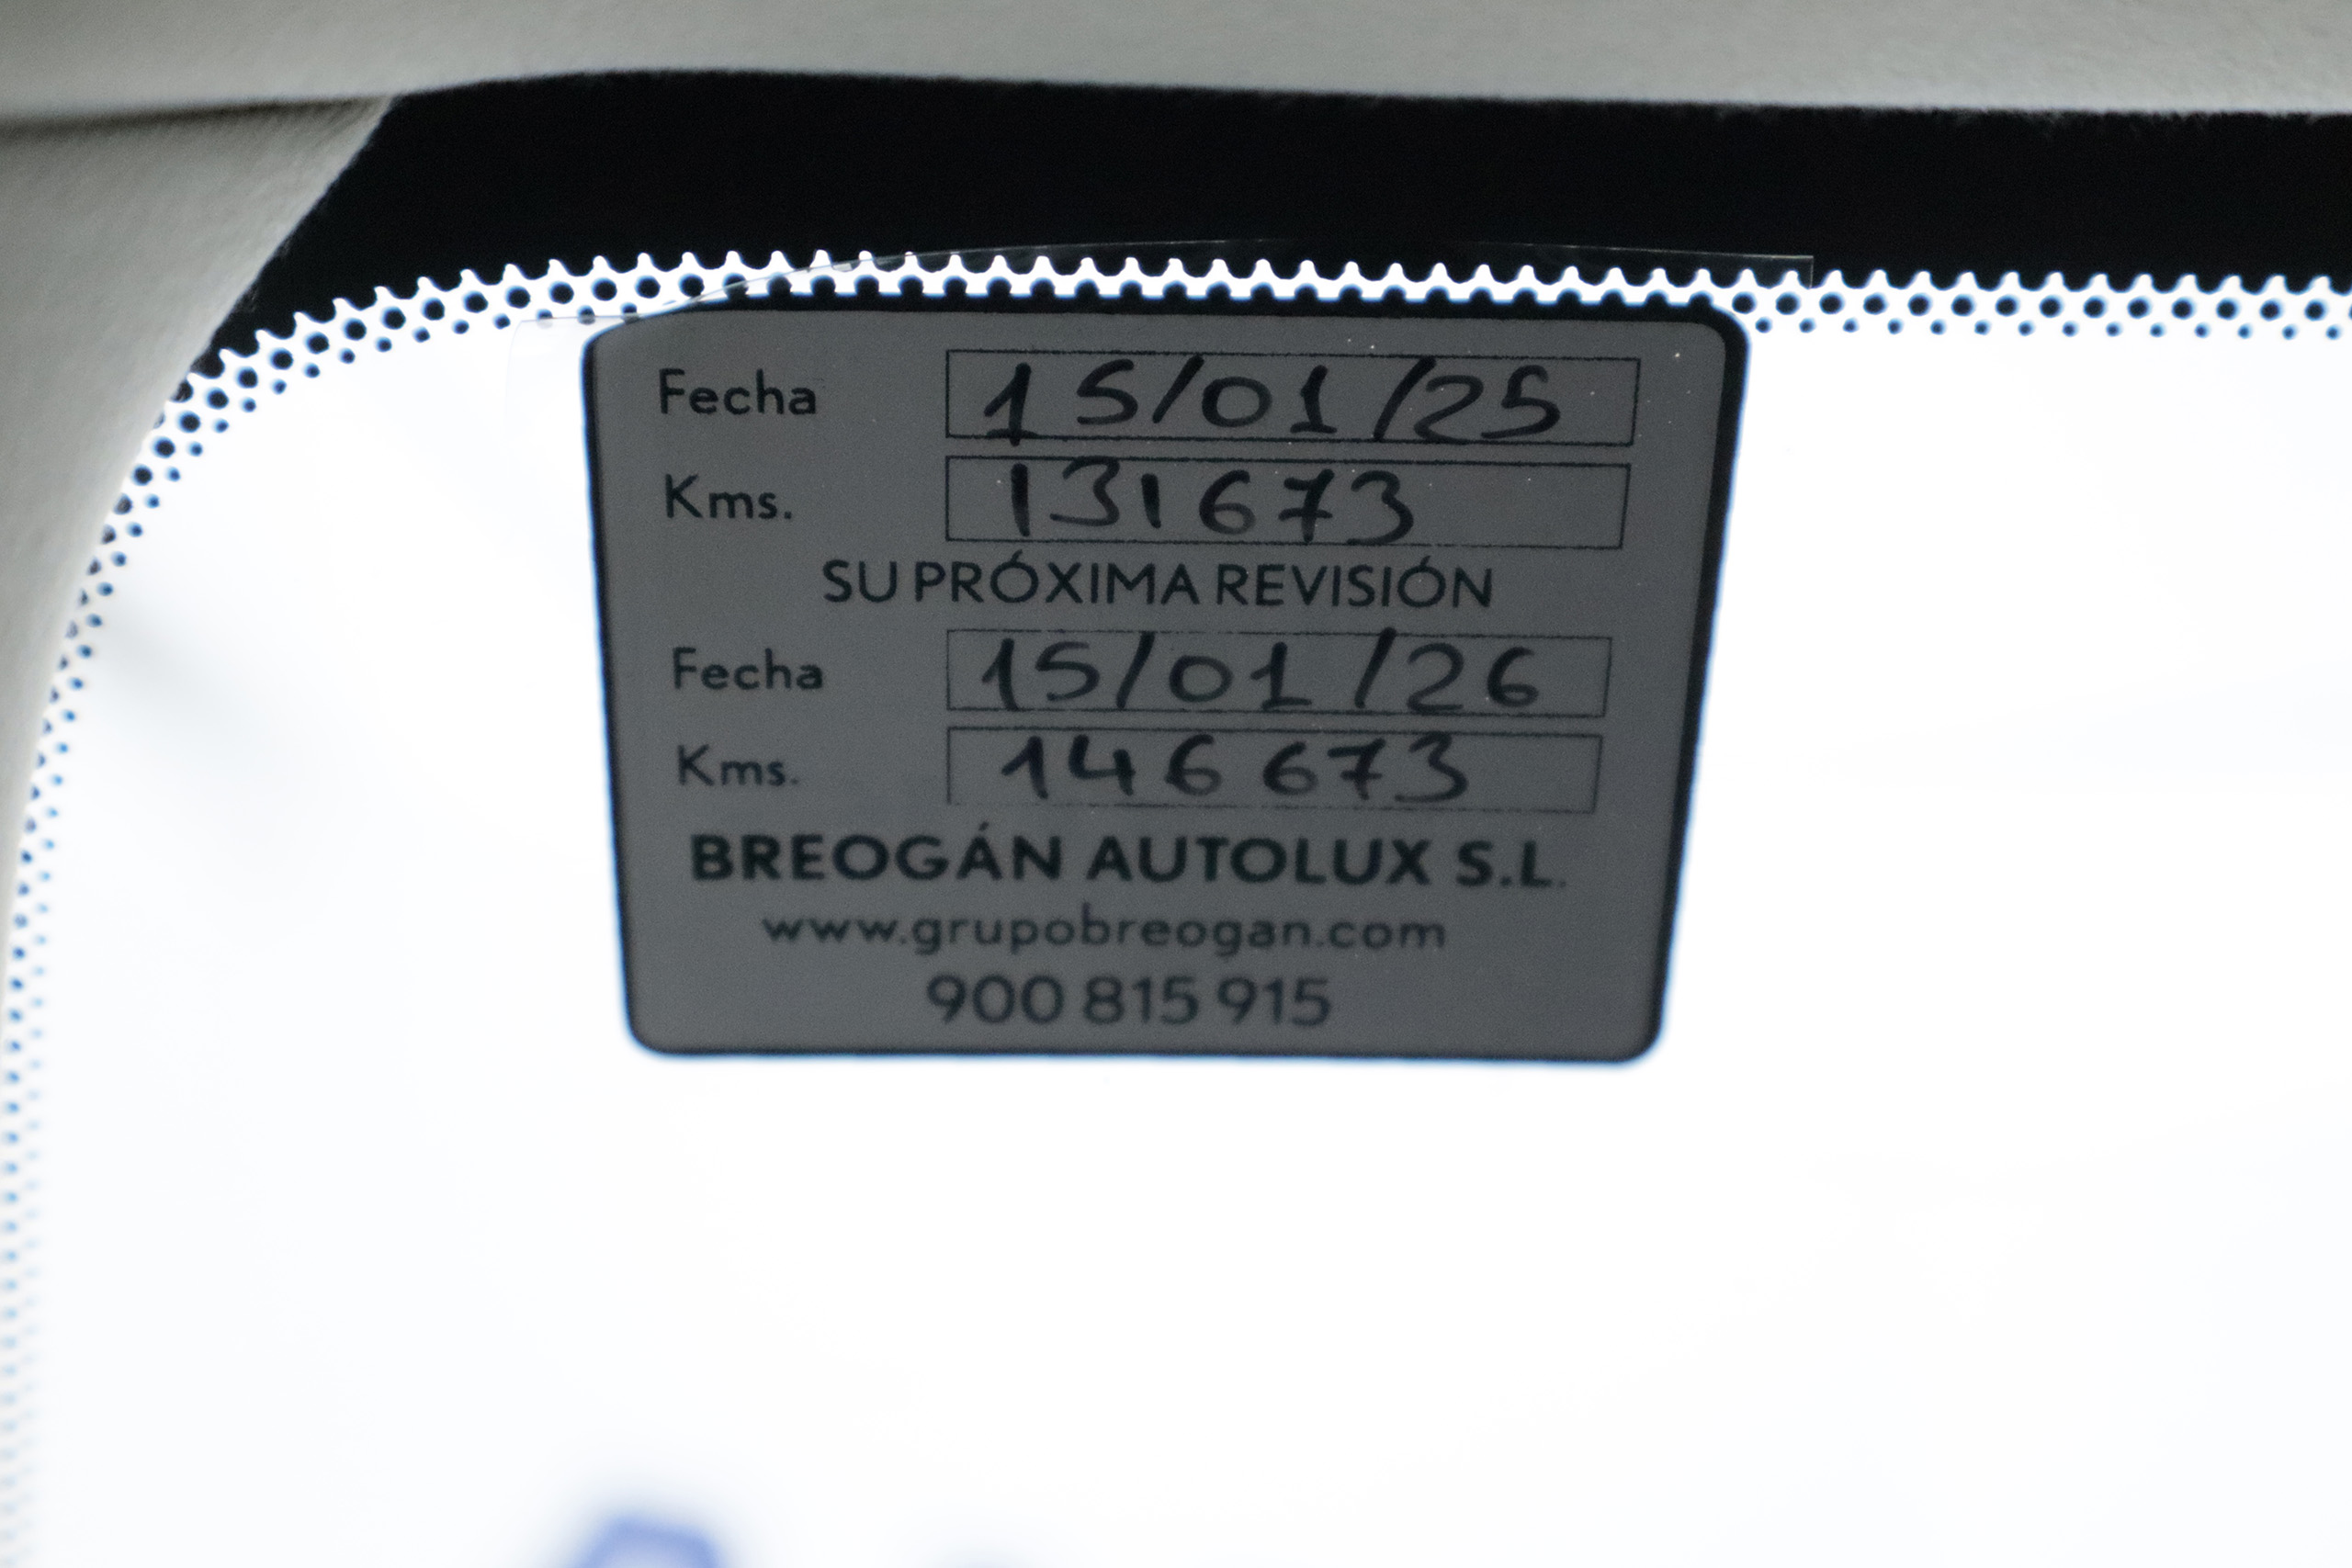 Fecha 15/01/25
Kms. 131673
SU PRÓXIMA REVISIÓN
Fecha 15/01/26
Kms. 146673
BREOGÁN AUTOLUX S.L.
www.grupobreogan.com
900 815 915